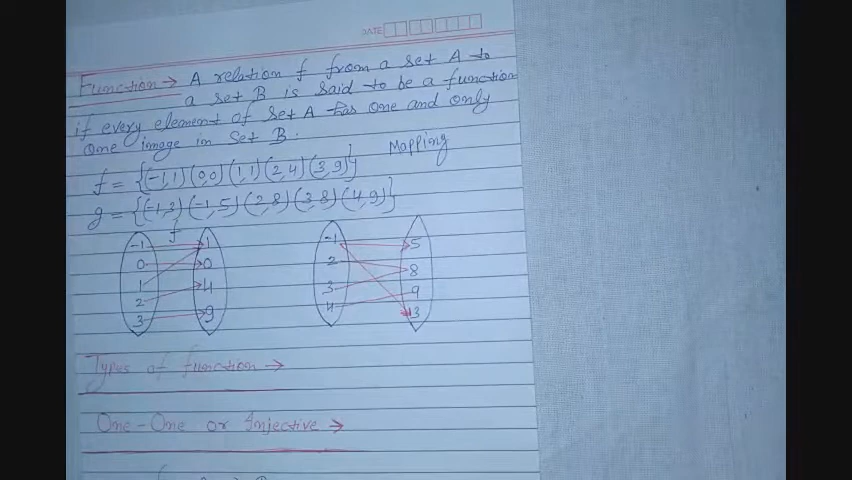 DATE
Function → A relation f from a set A to
a set B is said to be a function
if every element of set A has one and only
one image in set B.
Mapping
f = {(-1,1) (0,0) (1,1) (2,4) (3,9)}
g = {(-1,3) (-1,5) (2,8) (3,8) (4,9)}
f
-1 1 -1 5
0 0 2 8
1 4 3 9
2 9 4 3
3
Types of function →
One-One or Injective →